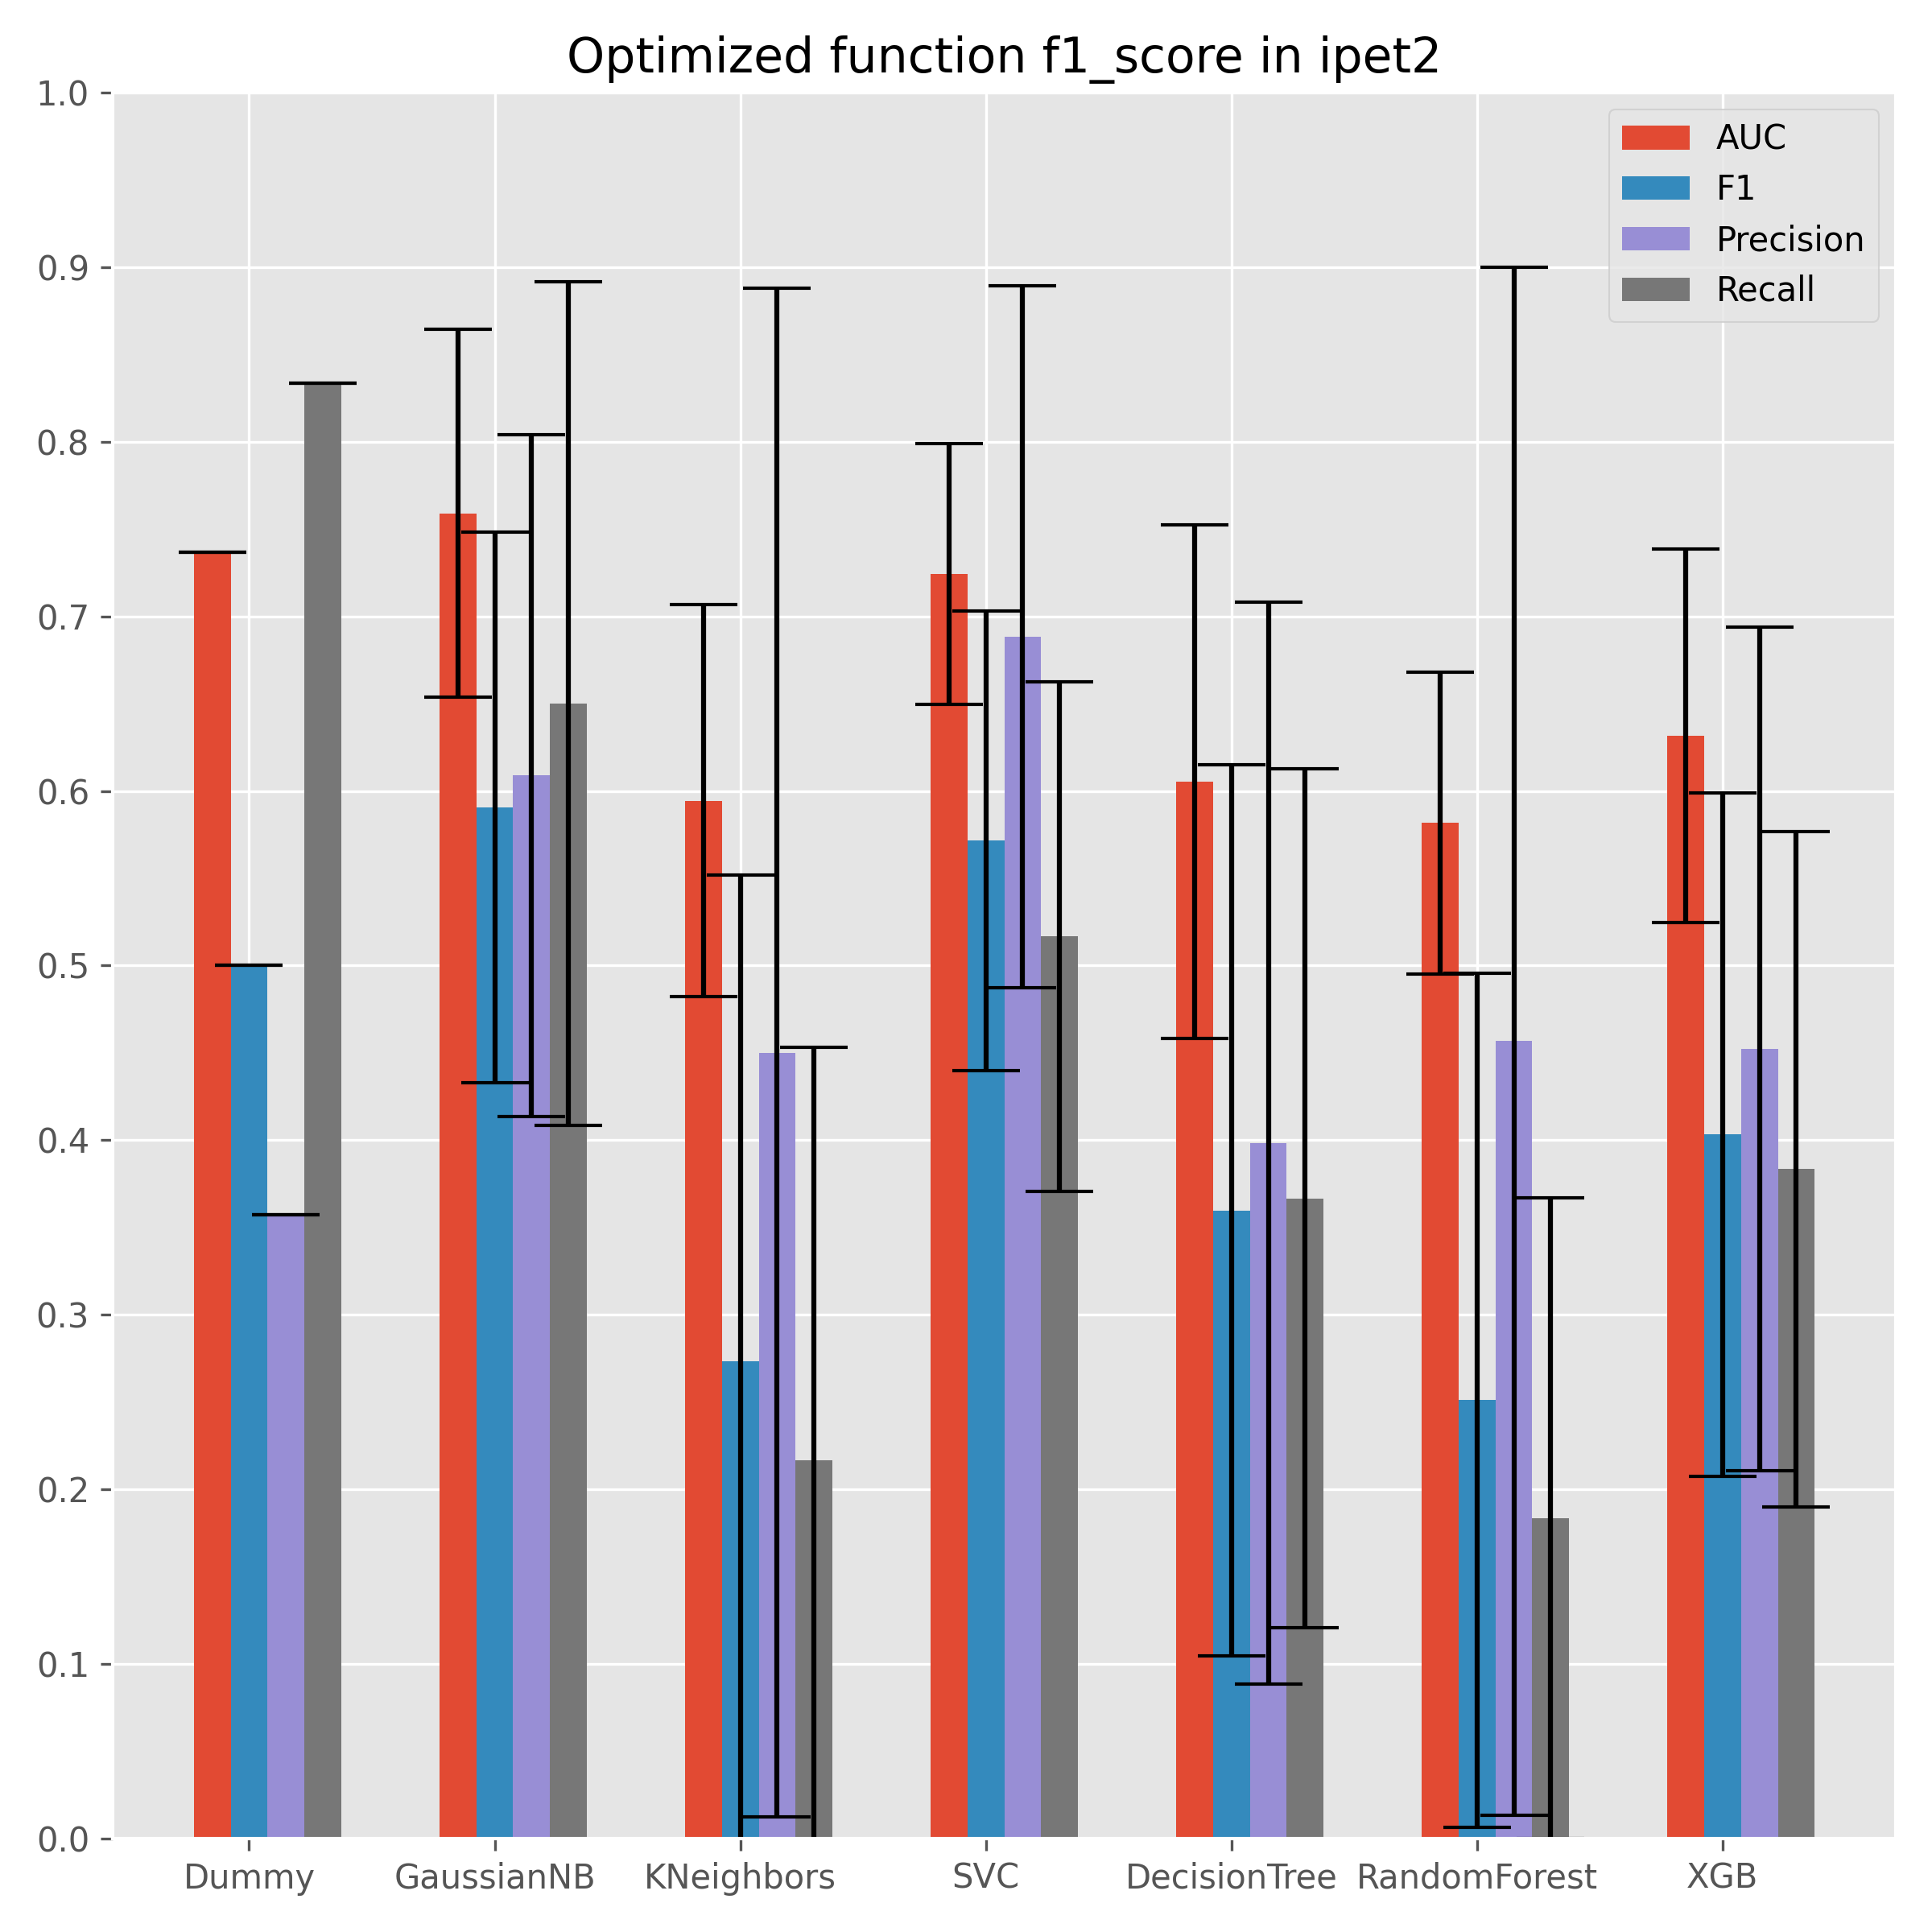 Optimized function f1_score in ipet2
1.0
0.9
0.8
0.7
0.6
0.5
0.4
0.3
0.2
0.1
0.0
AUC
F1
Precision
Recall
Dummy GaussianNB KNeighbors SVC DecisionTree RandomForest XGB